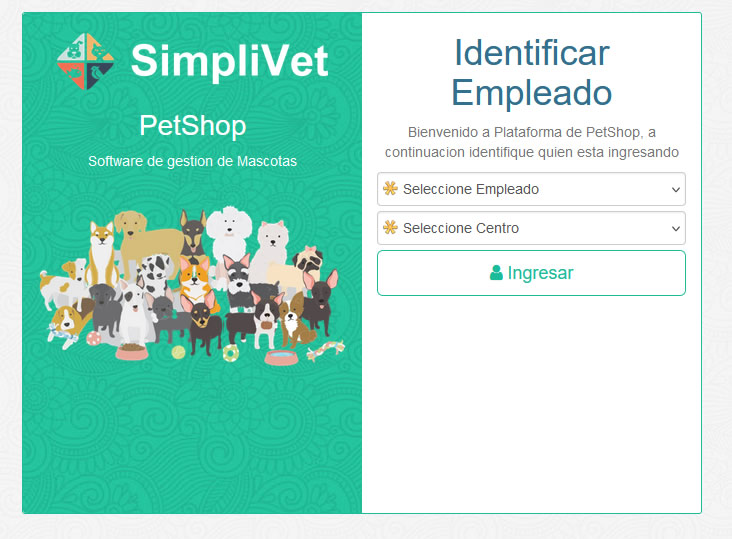 SimpliVet
PetShop
Software de gestion de Mascotas
Identificar
Empleado
Bienvenido a Plataforma de PetShop, a
continuacion identifique quien esta ingresando
Seleccione Empleado
Seleccione Centro
Ingresar